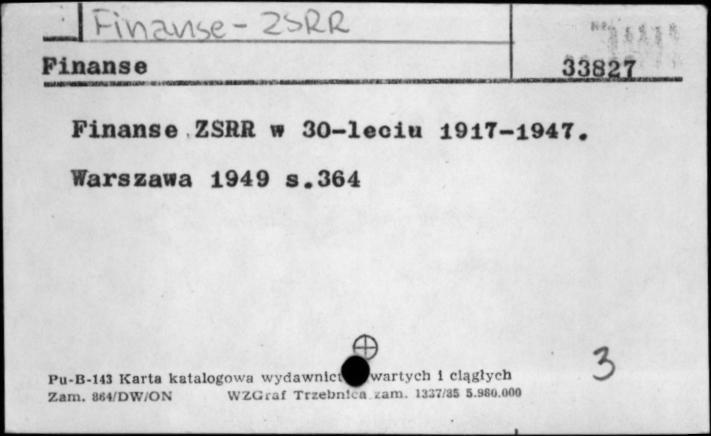 Finanse - ZSRR
Finanse 33827
Finanse ZSRR w 30-leciu 1917-1947.
Warszawa 1949 s.364
3
Pu-B-143 Karta katalogowa wydawnict wartych i ciągłych
Zam. 864/DW/ON WZGraf Trzebnica zam. 1337/85 5.980.000